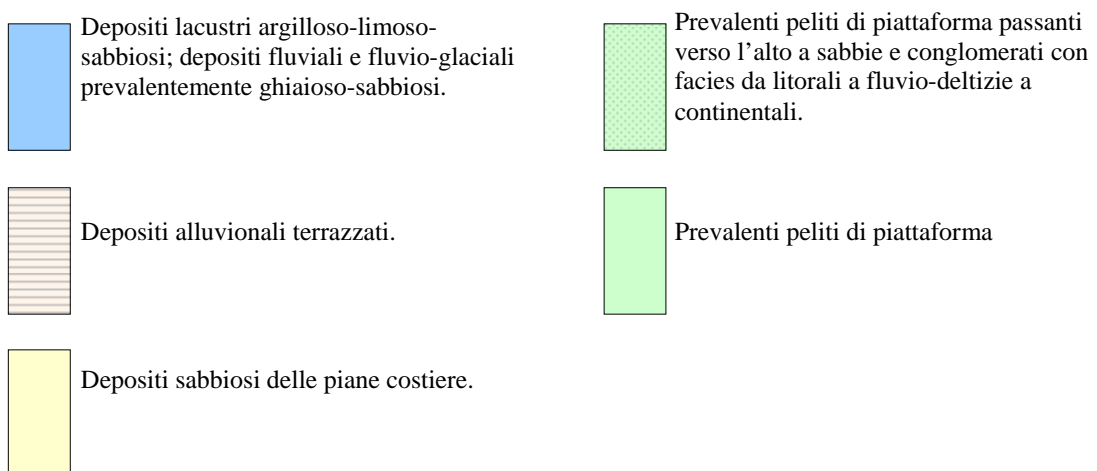 Depositi lacustri argilloso-limoso-
sabbiosi; depositi fluviali e fluvio-glaciali
prevalentemente ghiaioso-sabbiosi.
Depositi alluvionali terrazzati.
Depositi sabbiosi delle piane costiere.
Prevalenti peliti di piattaforma passanti
verso l’alto a sabbie e conglomerati con
facies da litorali a fluvio-deltizie a
continentali.
Prevalenti peliti di piattaforma